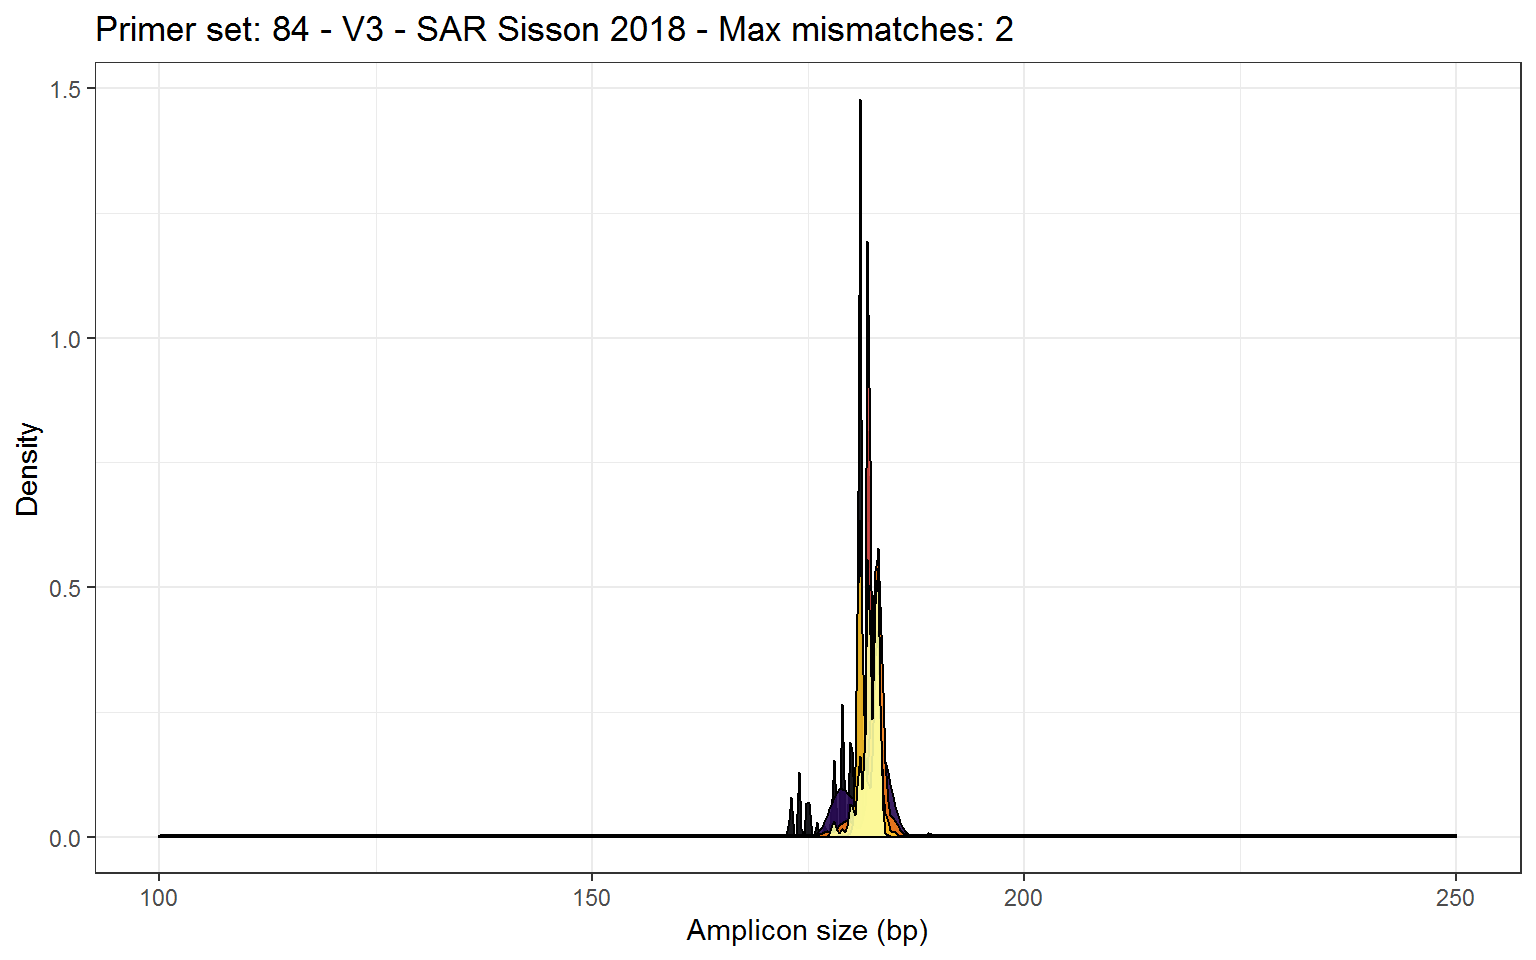 Primer set: 84 - V3 - SAR Sisson 2018 - Max mismatches: 2
1.5
1.0
0.5
0.0
Density
100 150 200 250
Amplicon size (bp)